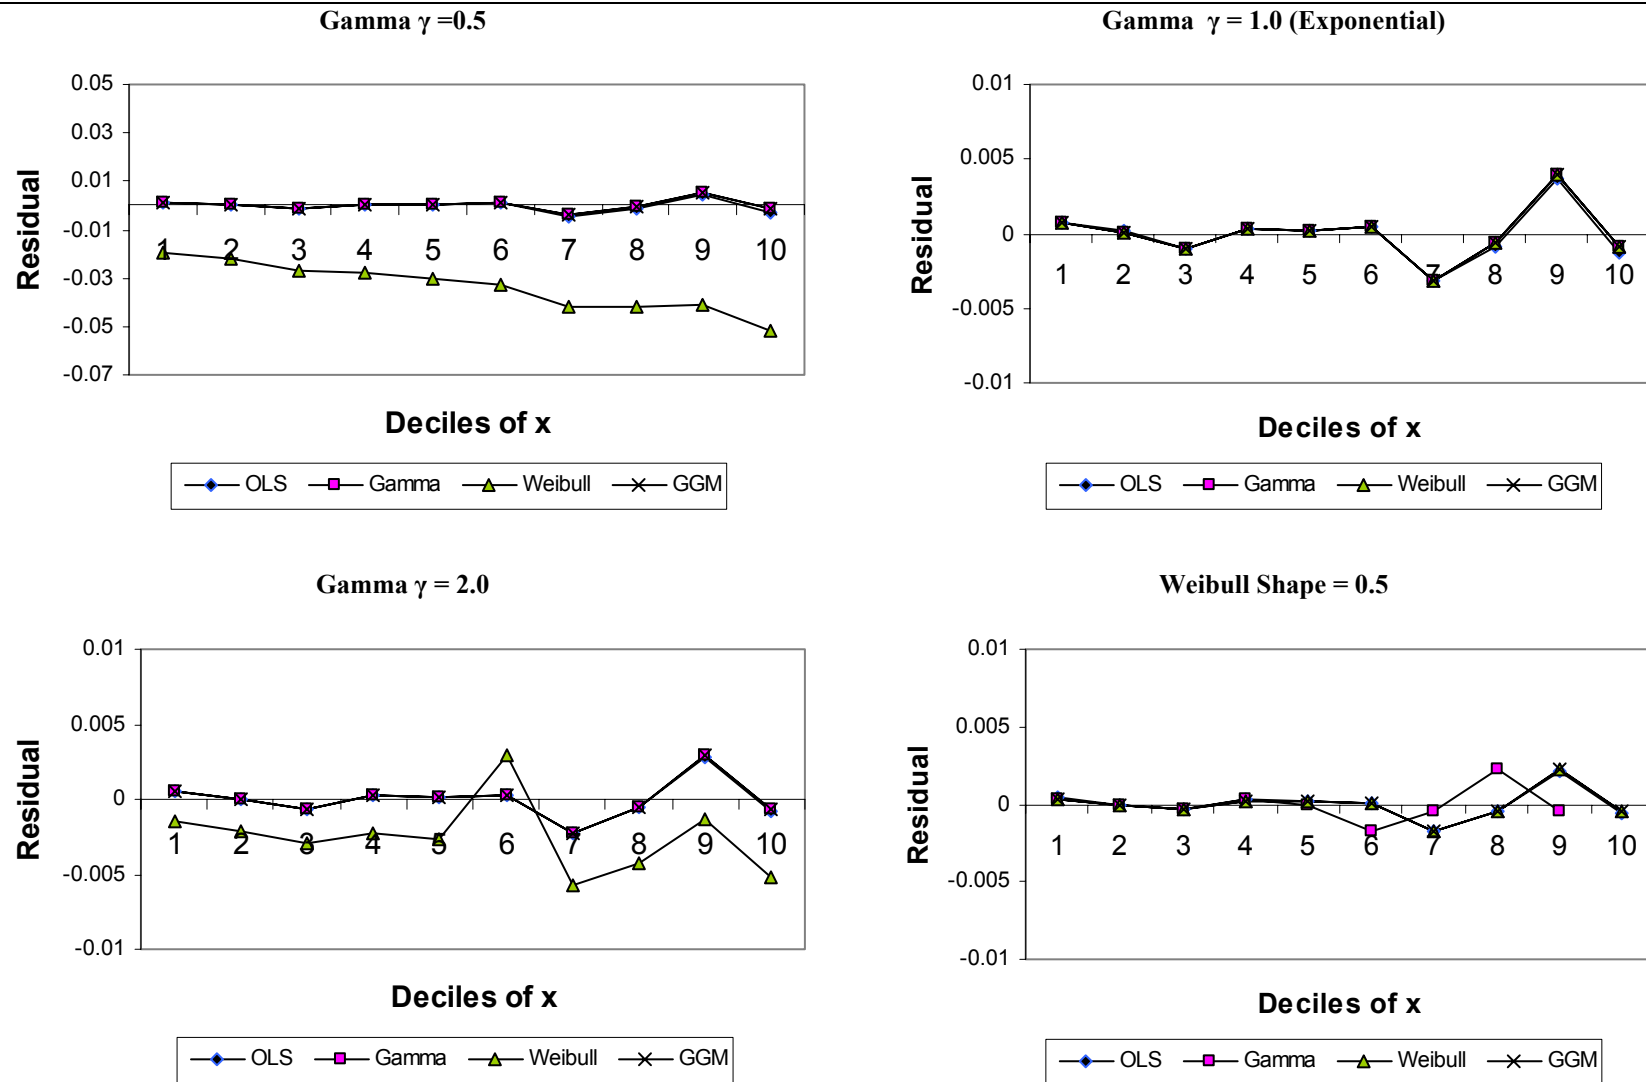 Gamma γ =0.5
0.05
0.03
0.01
-0.01
-0.03
-0.05
-0.07
Residual
1 2 3 4 5 6 7 8 9 10
Deciles of x
OLS Gamma Weibull GGM
Gamma γ = 1.0 (Exponential)
0.01
0.005
0
-0.005
-0.01
Residual
1 2 3 4 5 6 7 8 9 10
Deciles of x
OLS Gamma Weibull GGM
Gamma γ = 2.0
0.01
0.005
0
-0.005
-0.01
Residual
1 2 3 4 5 6 7 8 9 10
Deciles of x
OLS Gamma Weibull GGM
Weibull Shape = 0.5
0.01
0.005
0
-0.005
-0.01
Residual
1 2 3 4 5 6 7 8 9 10
Deciles of x
OLS Gamma Weibull GGM